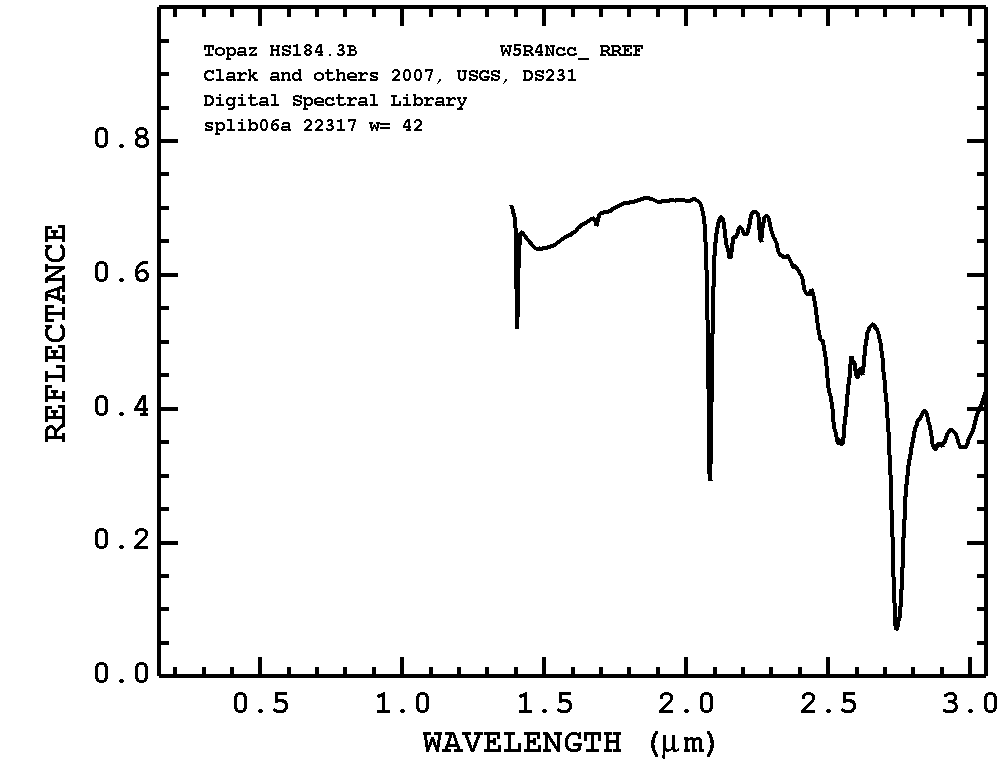 Topaz HS184.3B W5R4Ncc_ RREF
Clark and others 2007, USGS, DS231
Digital Spectral Library
splib06a 22317 w= 42
REFLECTANCE
0.8
0.6
0.4
0.2
0.0
0.5 1.0 1.5 2.0 2.5 3.0
WAVELENGTH (μm)